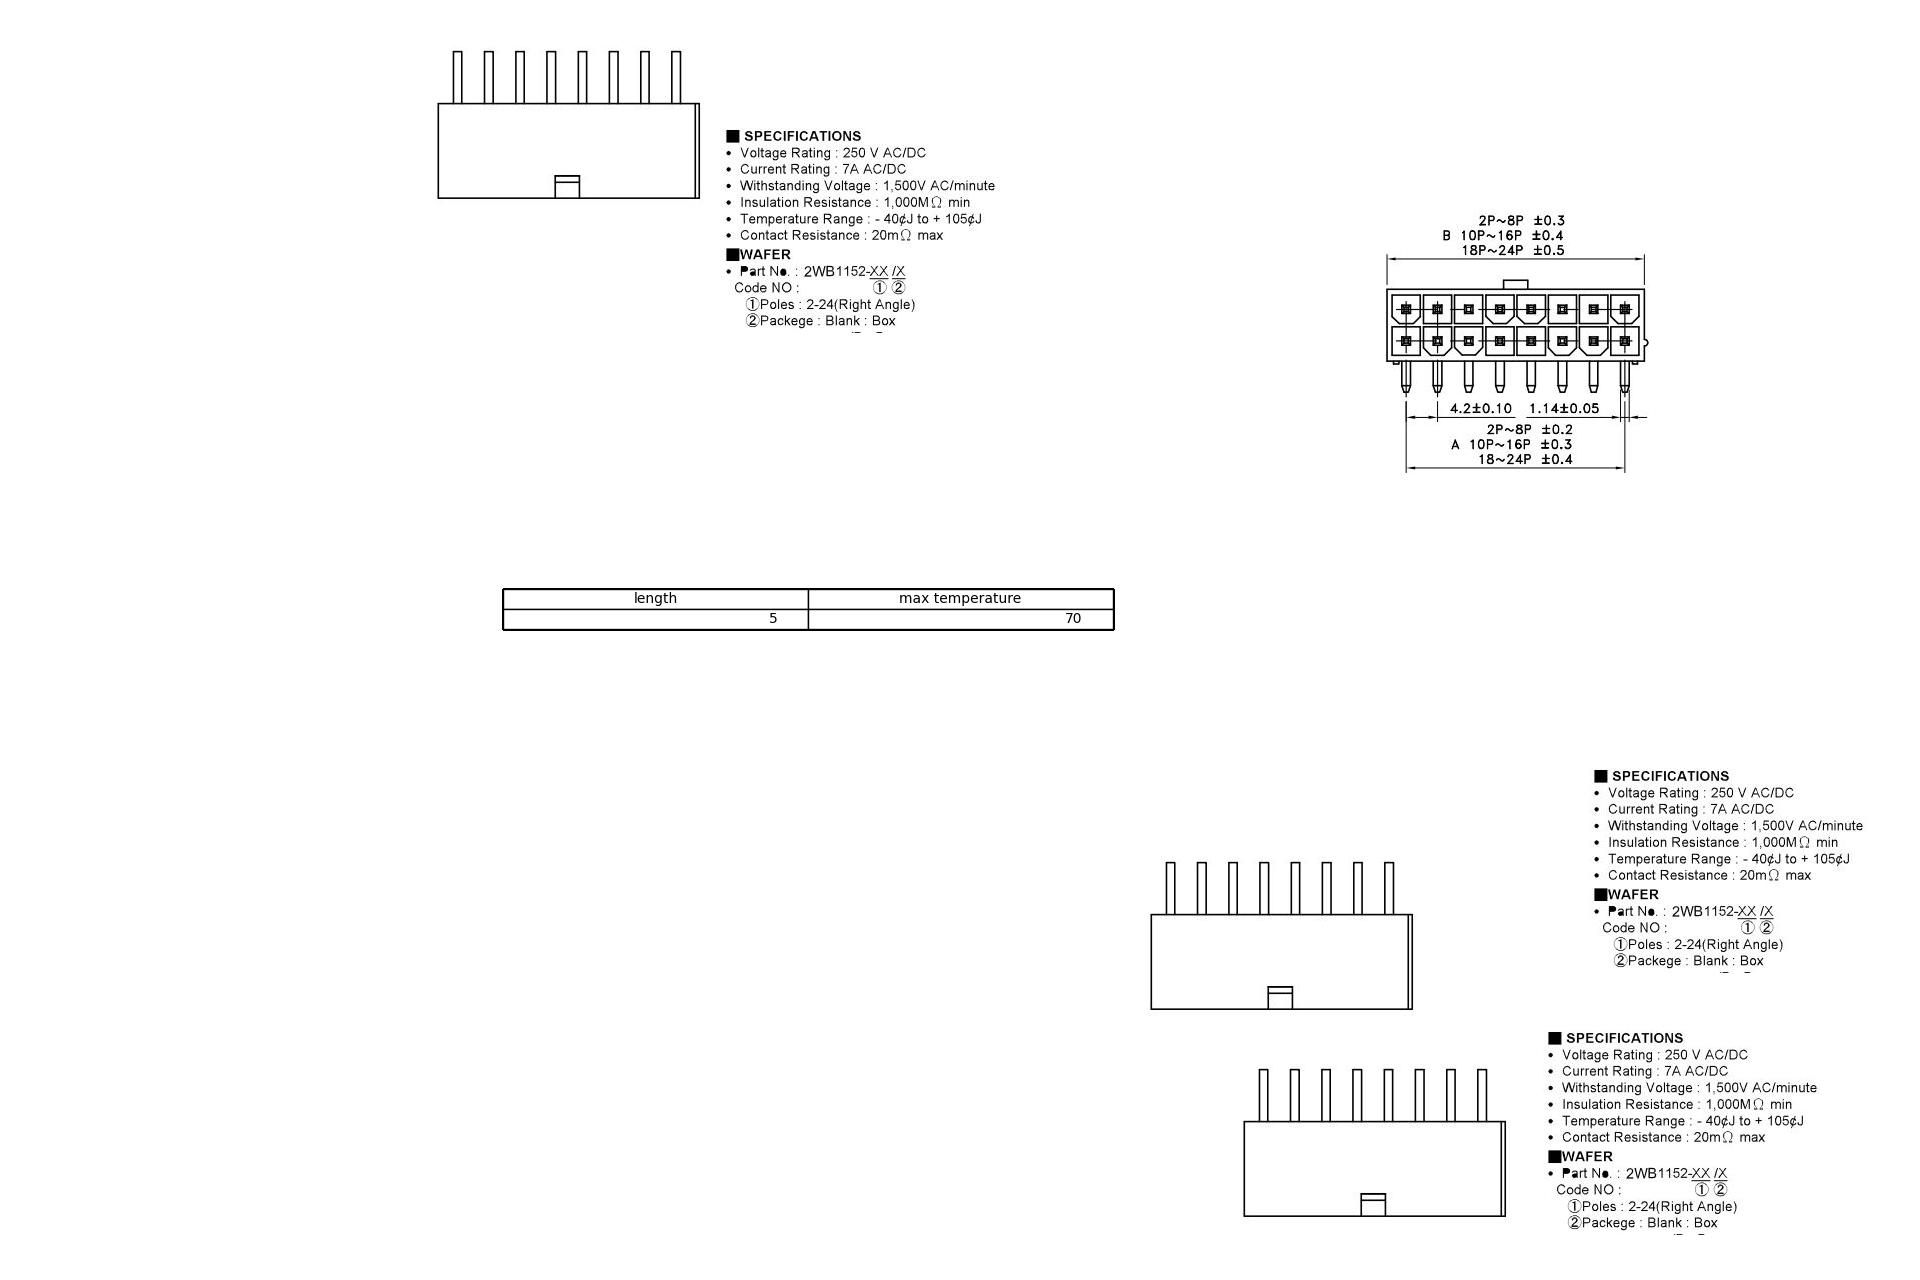 ■ SPECIFICATIONS
• Voltage Rating : 250 V AC/DC
• Current Rating : 7A AC/DC
• Withstanding Voltage : 1,500V AC/minute
• Insulation Resistance : 1,000MΩ min
• Temperature Range : - 40¢J to + 105¢J
• Contact Resistance : 20mΩ max
■WAFER
• Part No. : 2WB1152-XX /X
Code NO : ① ②
①Poles : 2-24(Right Angle)
②Packege : Blank : Box
2P~8P ±0.3
B 10P~16P ±0.4
18P~24P ±0.5
4.2±0.10 1.14±0.05
2P~8P ±0.2
A 10P~16P ±0.3
18~24P ±0.4
length max temperature
5 70
■ SPECIFICATIONS
• Voltage Rating : 250 V AC/DC
• Current Rating : 7A AC/DC
• Withstanding Voltage : 1,500V AC/minute
• Insulation Resistance : 1,000MΩ min
• Temperature Range : - 40¢J to + 105¢J
• Contact Resistance : 20mΩ max
■WAFER
• Part No. : 2WB1152-XX /X
Code NO : ① ②
①Poles : 2-24(Right Angle)
②Packege : Blank : Box
■ SPECIFICATIONS
• Voltage Rating : 250 V AC/DC
• Current Rating : 7A AC/DC
• Withstanding Voltage : 1,500V AC/minute
• Insulation Resistance : 1,000MΩ min
• Temperature Range : - 40¢J to + 105¢J
• Contact Resistance : 20mΩ max
■WAFER
• Part No. : 2WB1152-XX /X
Code NO : ① ②
①Poles : 2-24(Right Angle)
②Packege : Blank : Box